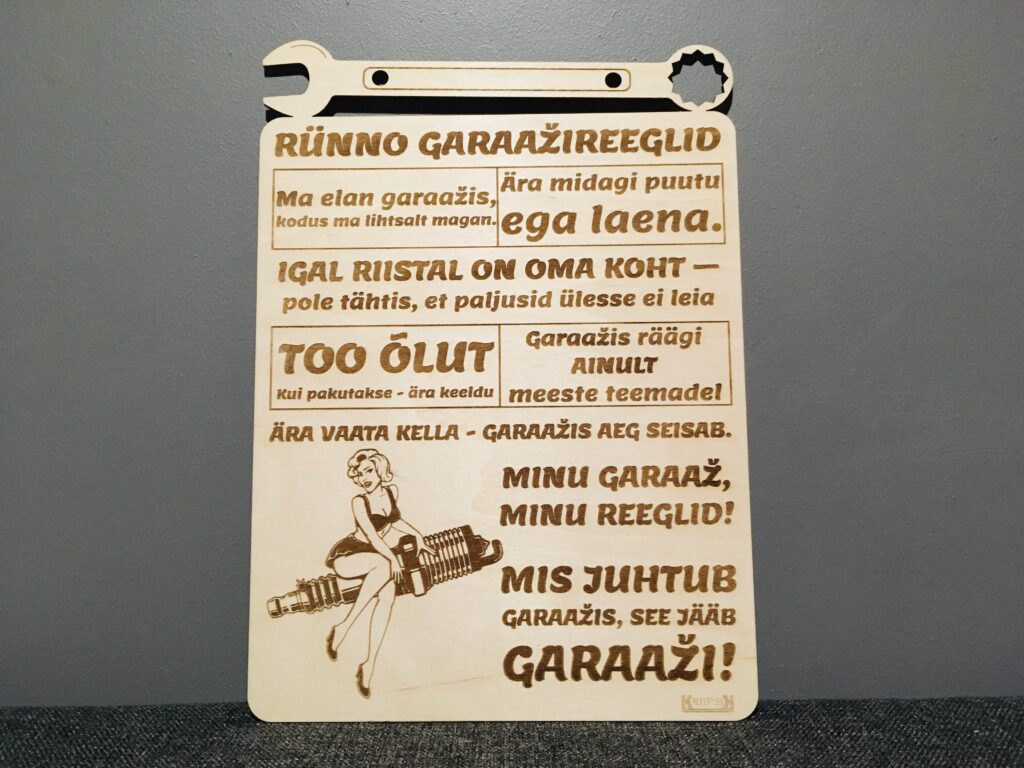 RÜNNO GARAAŽIREEGLID
Ma elan garaažis,
kodus ma lihtsalt magan.
Ära midagi puutu
ega laena.
IGAL RIISTAL ON OMA KOHT —
pole tähtis, et paljusid ülesse ei leia
TOO ÕLUT
Kui pakutakse - ära keeldu
Garaažis räägi
AINULT
meeste teemadel
ÄRA VAATA KELLA - GARAAŽIS AEG SEISAB.
MINU GARAAŽ,
MINU REEGLID!
MIS JUHTUB
GARAAŽIS, SEE JÄÄB
GARAAŽI!
KRIIPSIK